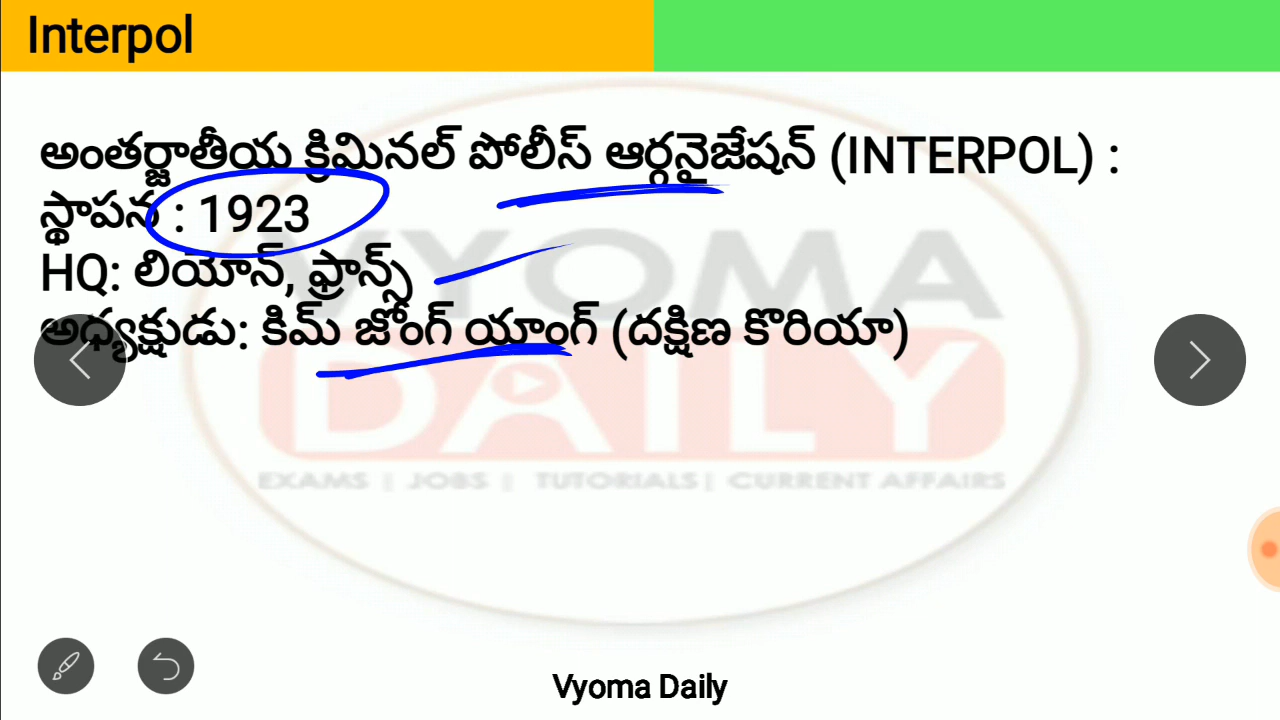 Interpol
అంతర్జాతీయ క్రిమినల్ పోలీస్ ఆర్గనైజేషన్ (INTERPOL) :
స్థాపన : 1923
HQ: లియోన్, ఫ్రాన్స్
అధ్యక్షుడు: కిమ్ జోంగ్ యాంగ్ (దక్షిణ కొరియా)
VYOMA
DAILY
EXAMS | JOBS | TUTORIALS | CURRENT AFFAIRS
Vyoma Daily